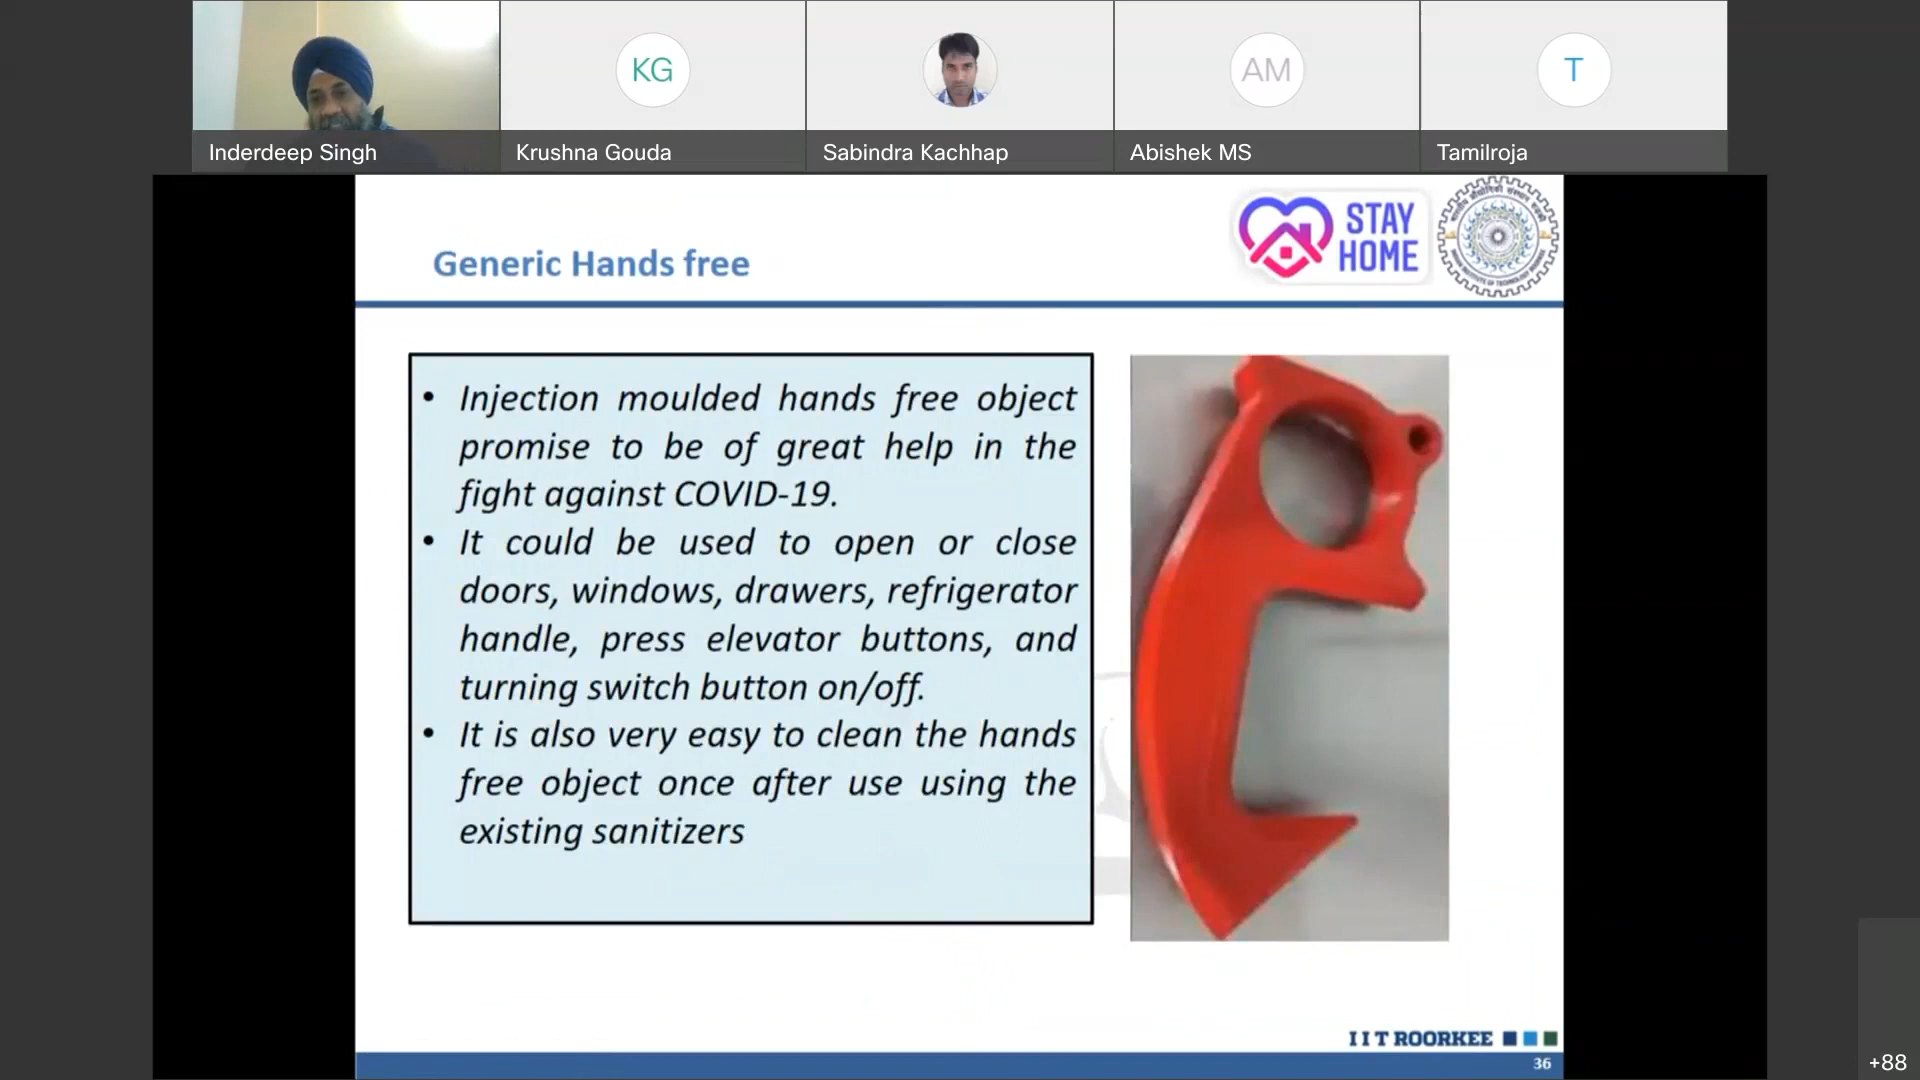 KG
AM
T
Inderdeep Singh
Krushna Gouda
Sabindra Kachhap
Abishek MS
Tamilroja
STAY
HOME
Generic Hands free
• Injection moulded hands free object
promise to be of great help in the
fight against COVID-19.
• It could be used to open or close
doors, windows, drawers, refrigerator
handle, press elevator buttons, and
turning switch button on/off.
• It is also very easy to clean the hands
free object once after use using the
existing sanitizers
I I T ROORKEE
36
+88